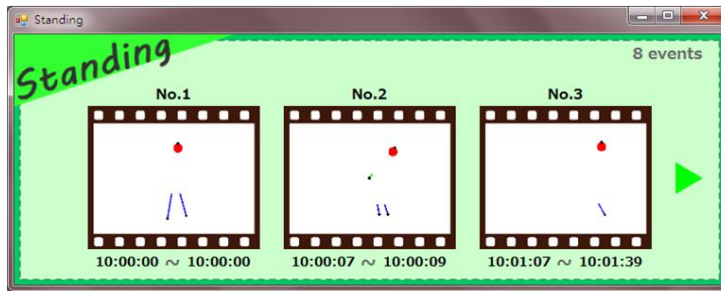 Standing
8 events
Standing
No.1
No.2
No.3
10:00:00 ~ 10:00:00
10:00:07 ~ 10:00:09
10:01:07 ~ 10:01:39